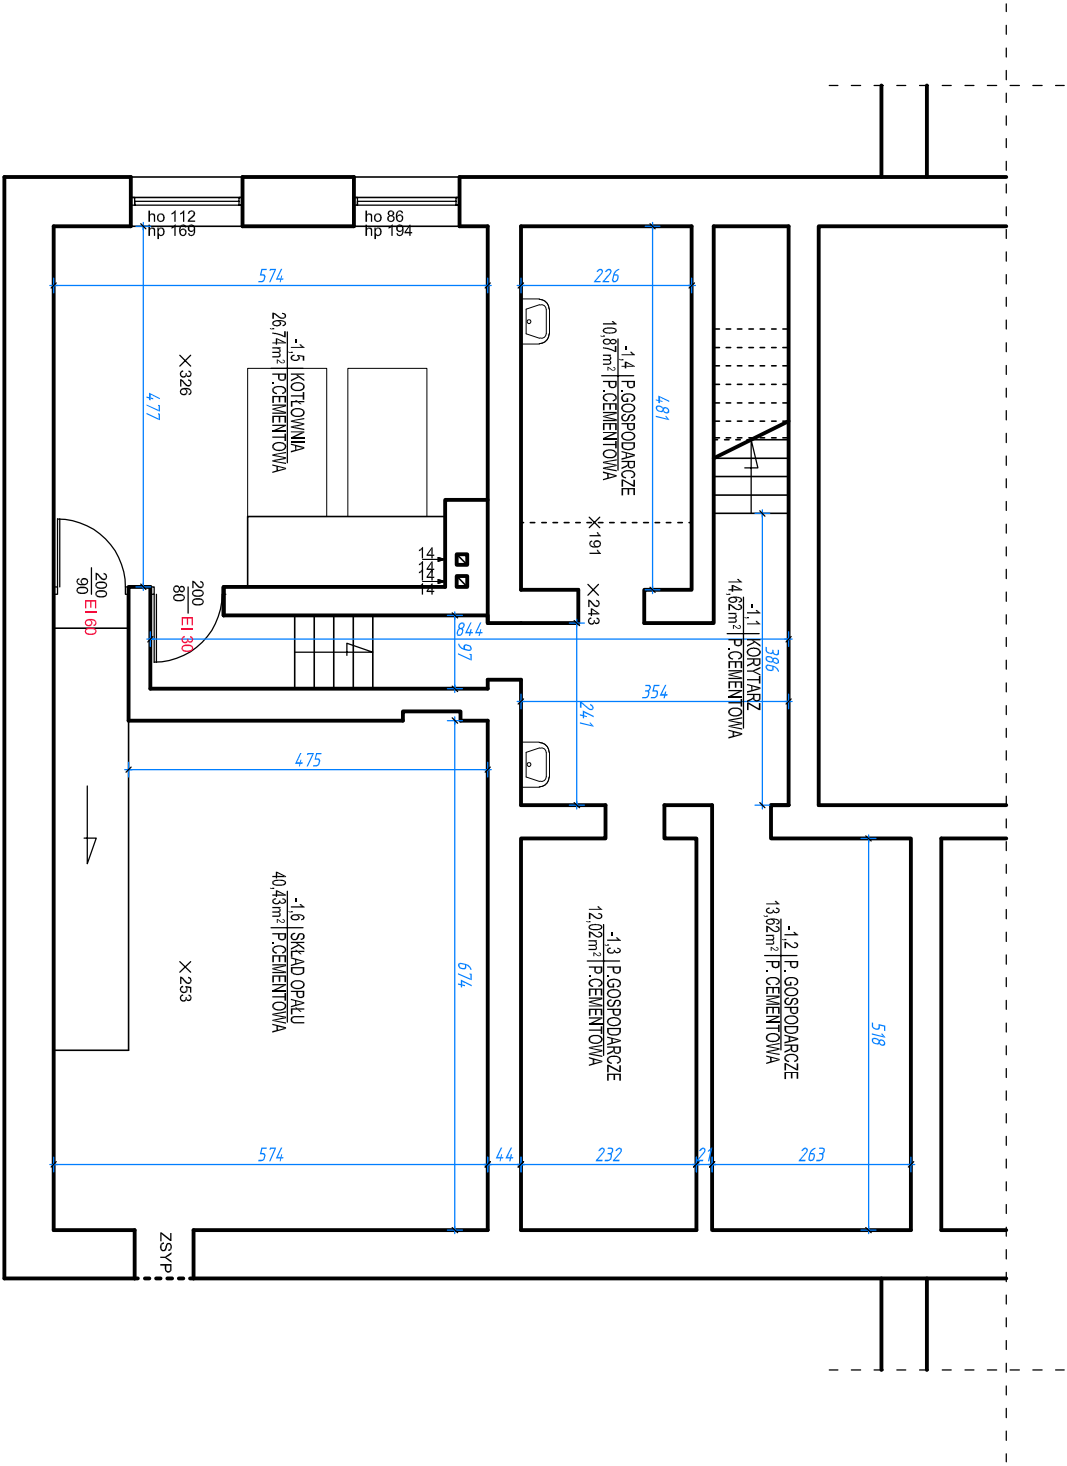 ho 112
hp 169
ho 86
hp 194
574
226
-1,5 | KOTŁOWNIA
26,74m² | P.CEMENTOWA
-1,4 | P.GOSPODARCZE
10,87m² | P.CEMENTOWA
326
477
481
191
243
14
14
14
14
200
90
EI 60
200
80
EI 30
844
97
386
-1,1 | KORYTARZ
14,62m² | P.CEMENTOWA
354
241
475
-1,6 | SKŁAD OPAŁU
40,43m² | P.CEMENTOWA
253
674
-1,3 | P.GOSPODARCZE
12,02m² | P.CEMENTOWA
-1,2 | P. GOSPODARCZE
13,62m² | P. CEMENTOWA
518
574
44
232
21
263
ZSYP